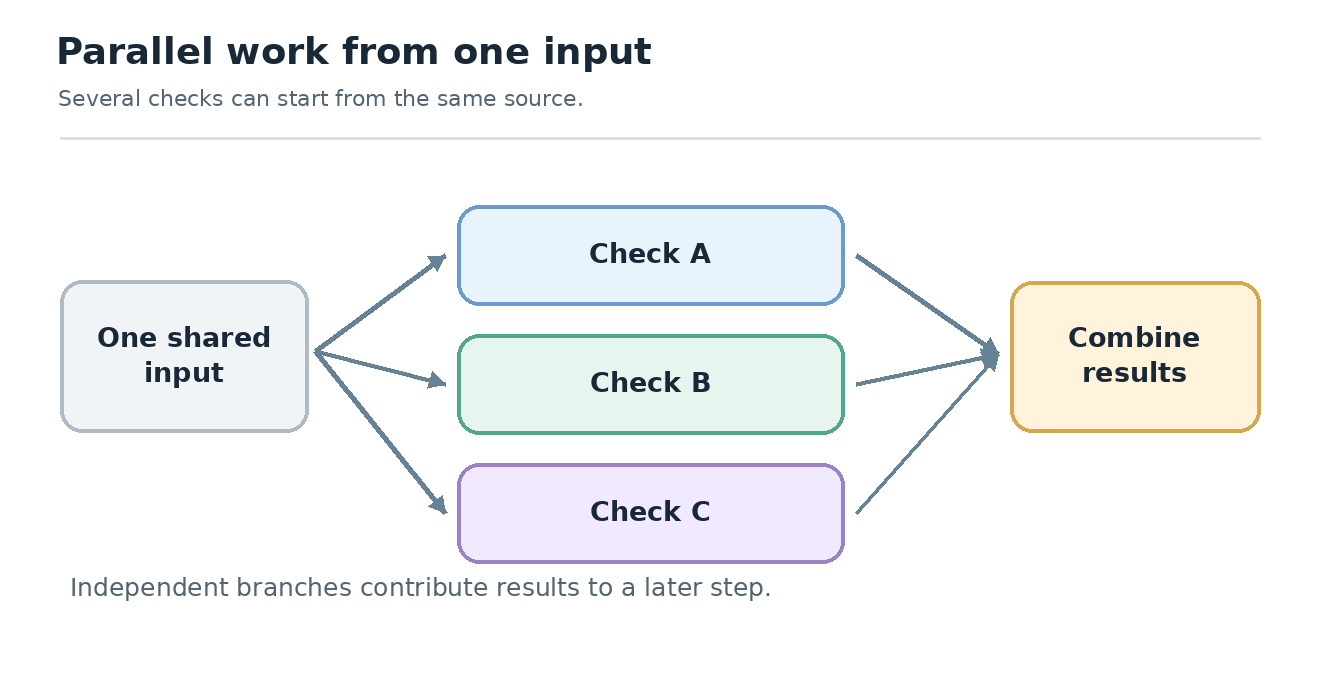 Parallel work from one input
Several checks can start from the same source.
One shared
input
Check A
Check B
Check C
Combine
results
Independent branches contribute results to a later step.